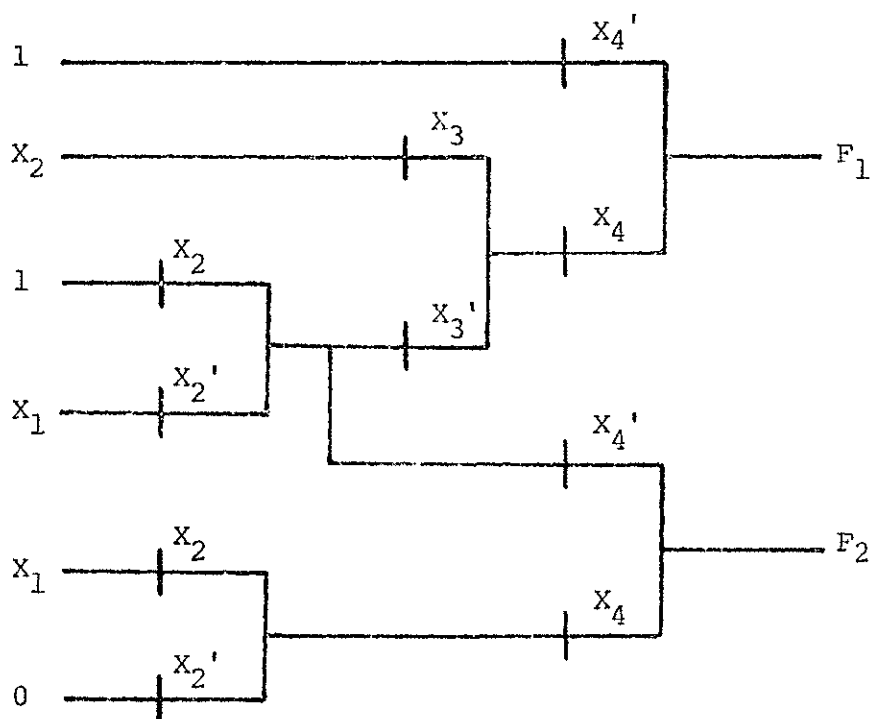 X₄'
1
X₃
X₂
F₁
X₄
X₂
1
X₃'
X₂'
X₁
X₄'
X₂
F₂
X₁
X₄
X₂'
0